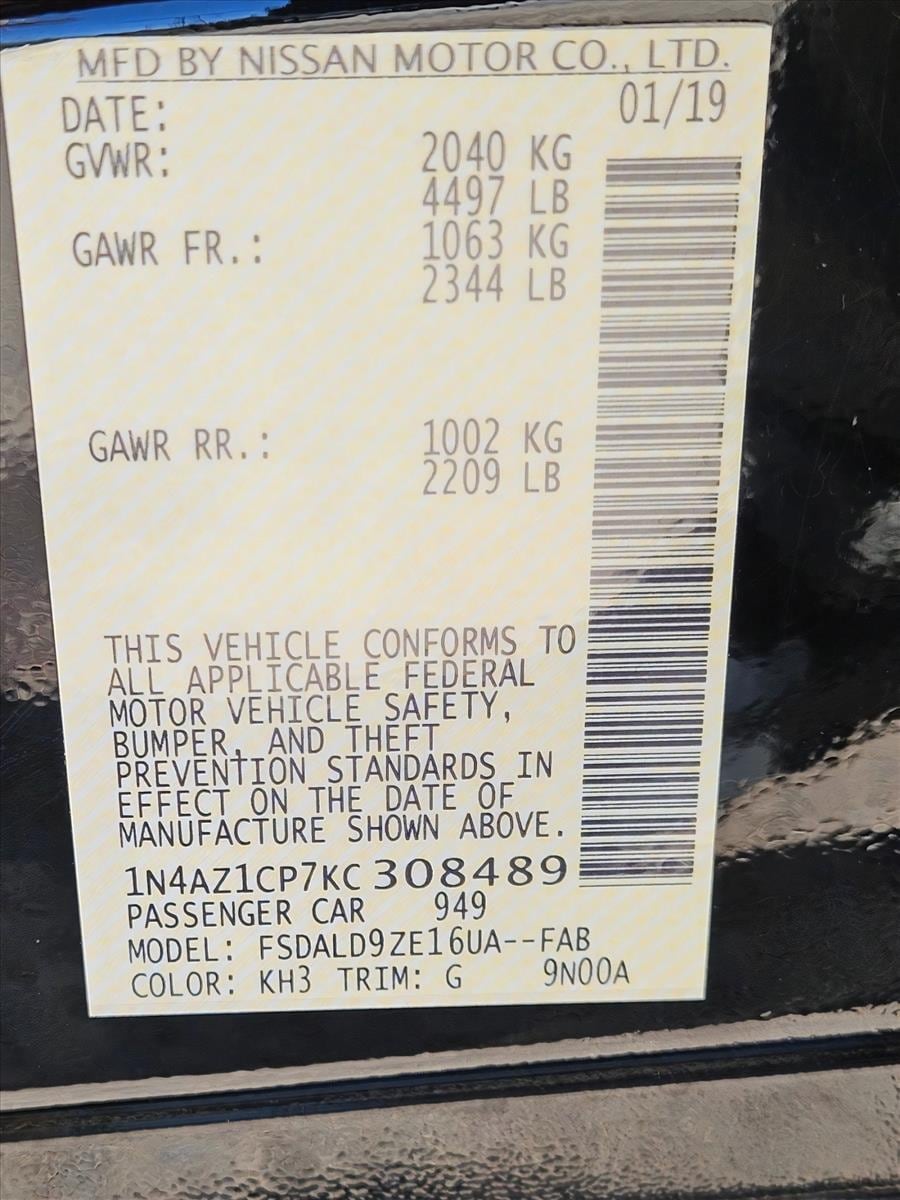 MFD BY NISSAN MOTOR CO., LTD.
DATE: 01/19
GVWR: 2040 KG
4497 LB
GAWR FR.: 1063 KG
2344 LB
GAWR RR.: 1002 KG
2209 LB
THIS VEHICLE CONFORMS TO
ALL APPLICABLE FEDERAL
MOTOR VEHICLE SAFETY,
BUMPER, AND THEFT
PREVENTION STANDARDS IN
EFFECT ON THE DATE OF
MANUFACTURE SHOWN ABOVE.
1N4AZ1CP7KC308489
PASSENGER CAR 949
MODEL: FSDALD9ZE16UA--FAB
COLOR: KH3 TRIM: G 9N00A